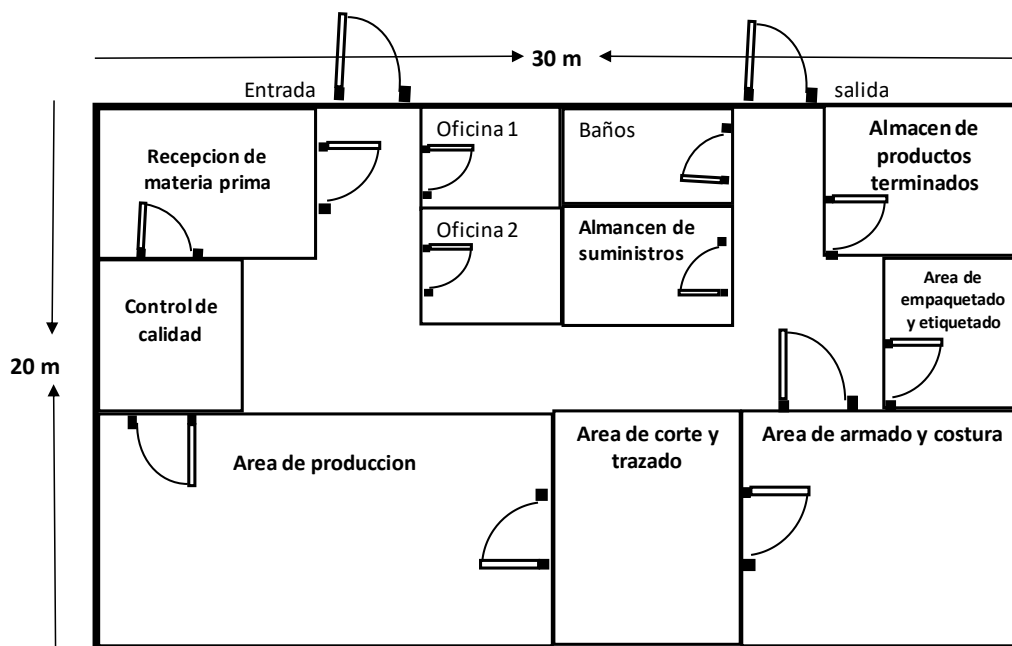 30 m
Entrada
salida
Recepcion de
materia prima
Oficina 1
Baños
Almacen de
productos
terminados
Oficina 2
Almancen de
suministros
Control de
calidad
Area de
empaquetado
y etiquetado
20 m
Area de produccion
Area de corte y
trazado
Area de armado y costura